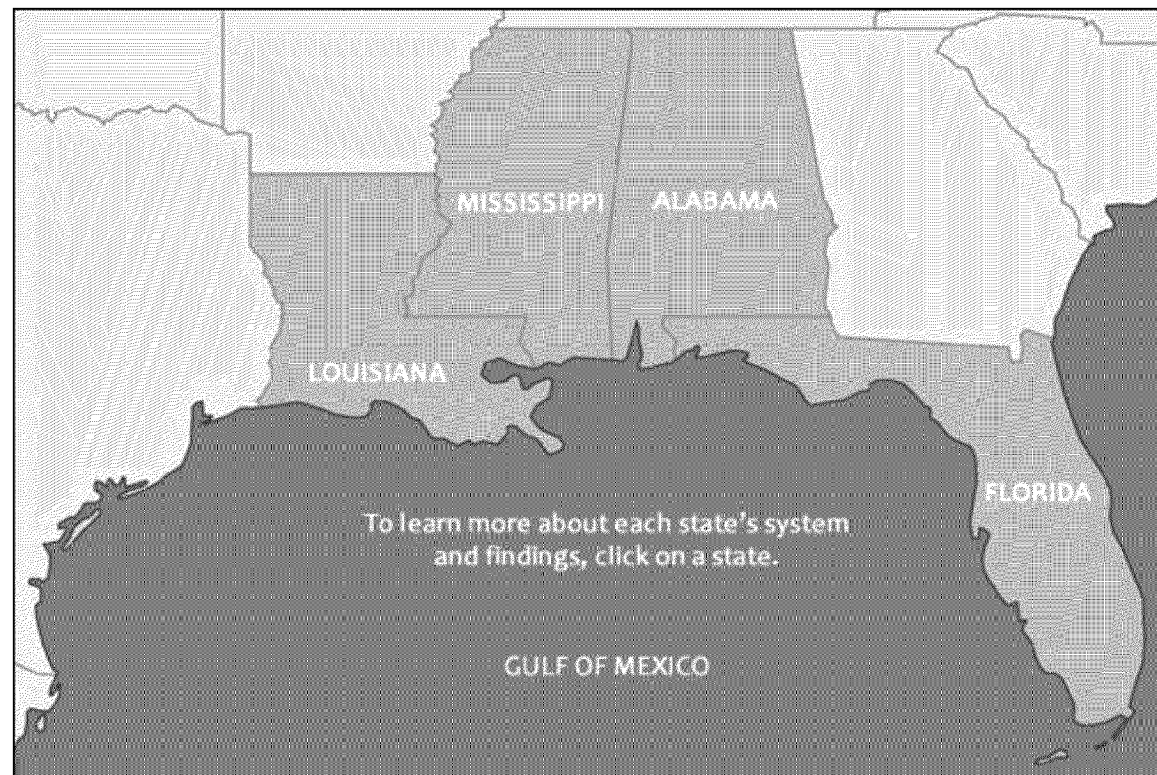 MISSISSIPPI
ALABAMA
LOUISIANA
FLORIDA
To learn more about each state's system
and findings, click on a state.
GULF OF MEXICO